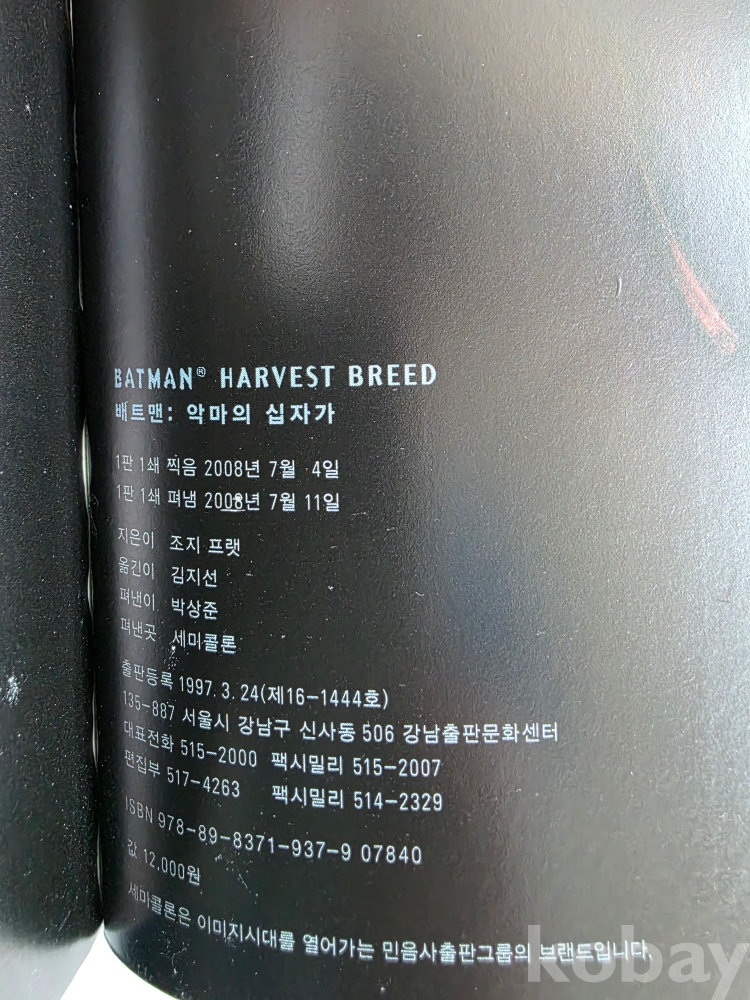 BATMAN® HARVEST BREED
배트맨: 악마의 십자가
1판 1쇄 찍음 2008년 7월 4일
1판 1쇄 펴냄 2008년 7월 11일
지은이 조지 프랫
옮긴이 김지선
펴낸이 박상준
펴낸곳 세미콜론
출판등록 1997. 3. 24(제16-1444호)
135-887 서울시 강남구 신사동 506 강남출판문화센터
대표전화 515-2000 팩시밀리 515-2007
편집부 517-4263 팩시밀리 514-2329
ISBN 978-89-8371-937-9 07840
값 12,000원
세미콜론은 이미지시대를 열어가는 민음사출판그룹의 브랜드입니다.
kobay